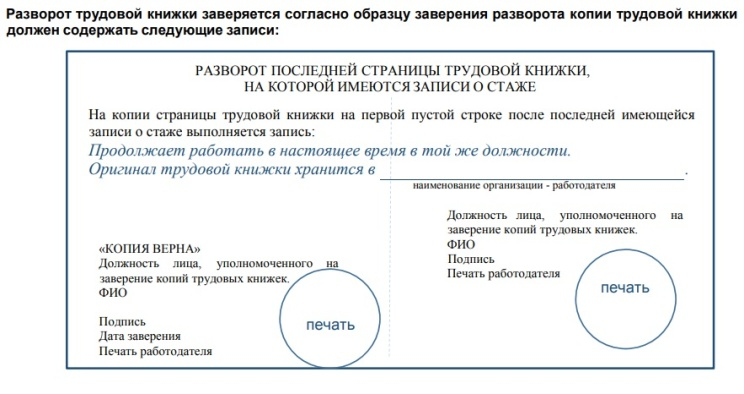 Разворот трудовой книжки заверяется согласно образцу заверения разворота копии трудовой книжки
должен содержать следующие записи:
РАЗВОРОТ ПОСЛЕДНЕЙ СТРАНИЦЫ ТРУДОВОЙ КНИЖКИ,
НА КОТОРОЙ ИМЕЮТСЯ ЗАПИСИ О СТАЖЕ
На копии страницы трудовой книжки на первой пустой строке после последней имеющейся
записи о стаже выполняется запись:
Продолжает работать в настоящее время в той же должности.
Оригинал трудовой книжки хранится в ______________________________.
наименование организации - работодателя
«КОПИЯ ВЕРНА»
Должность лица, уполномоченного на
заверение копий трудовых книжек.
ФИО
Подпись
Дата заверения
Печать работодателя
печать
Должность лица, уполномоченного на
заверение копий трудовых книжек.
ФИО
Подпись
Печать работодателя
печать